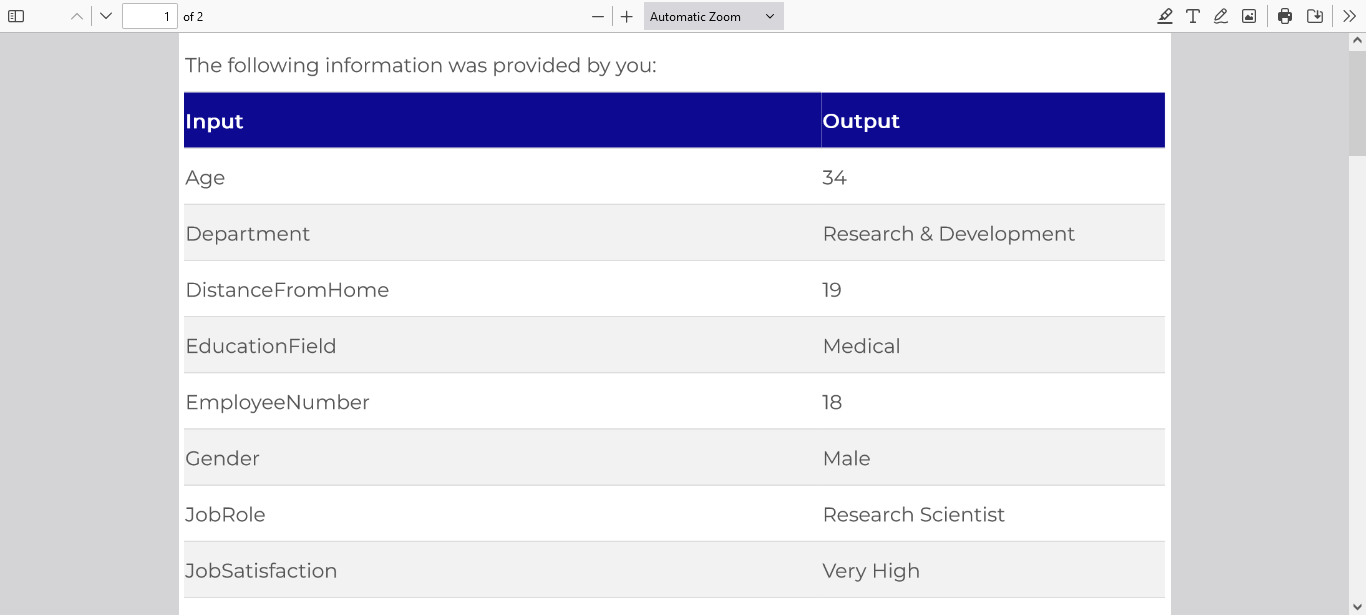 1 of 2 Automatic Zoom
The following information was provided by you:
Input Output
Age 34
Department Research & Development
DistanceFromHome 19
EducationField Medical
EmployeeNumber 18
Gender Male
JobRole Research Scientist
JobSatisfaction Very High